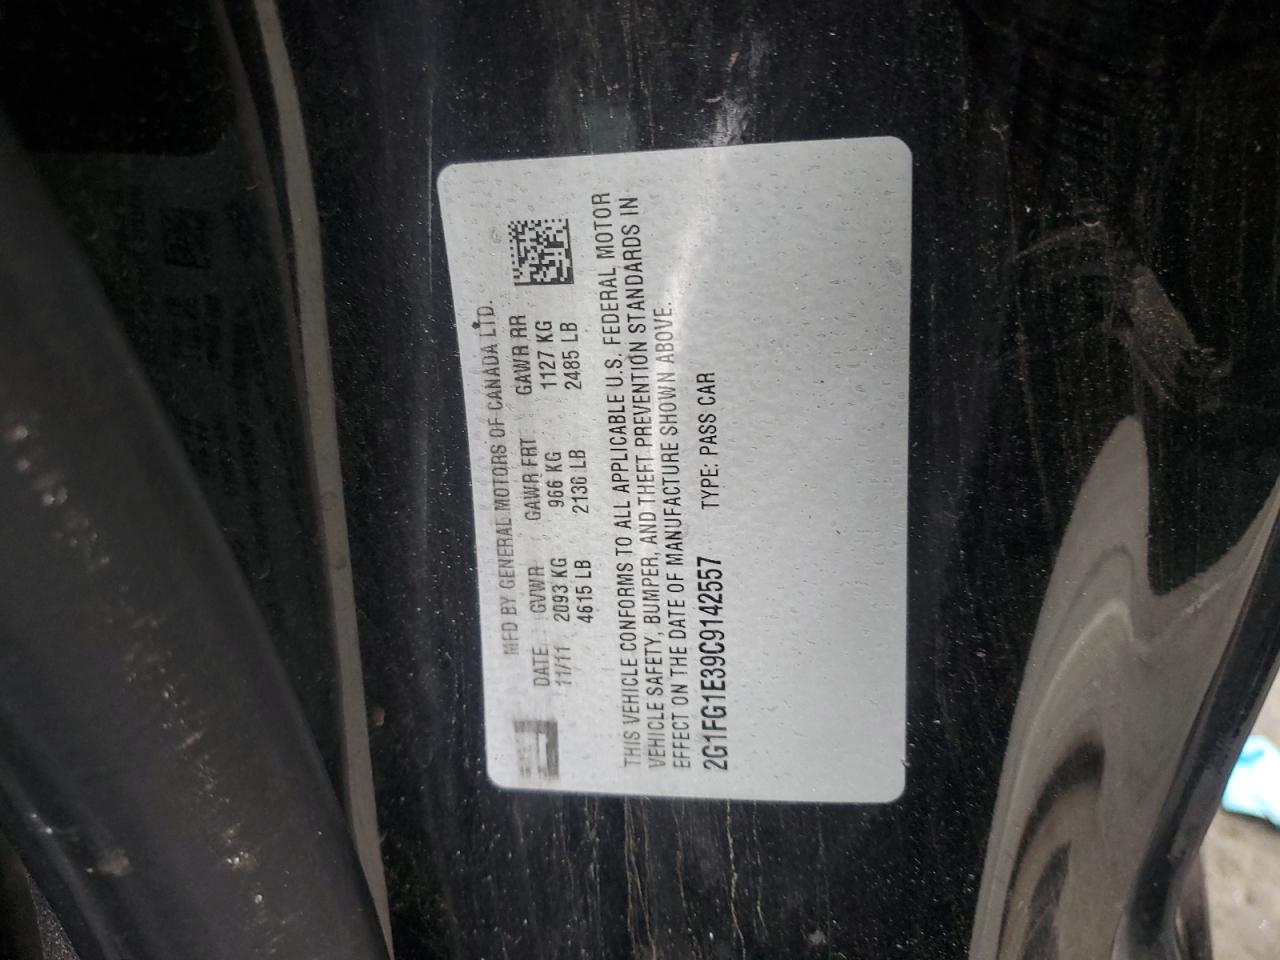 MFD BY GENERAL MOTORS OF CANADA LTD.
DATE GVWR GAWR FRT GAWR RR
11/11 2093 KG 966 KG 1127 KG
4615 LB 2136 LB 2485 LB
THIS VEHICLE CONFORMS TO ALL APPLICABLE U.S. FEDERAL MOTOR
VEHICLE SAFETY, BUMPER, AND THEFT PREVENTION STANDARDS IN
EFFECT ON THE DATE OF MANUFACTURE SHOWN ABOVE.
2G1FG1E39C9142557 TYPE: PASS CAR